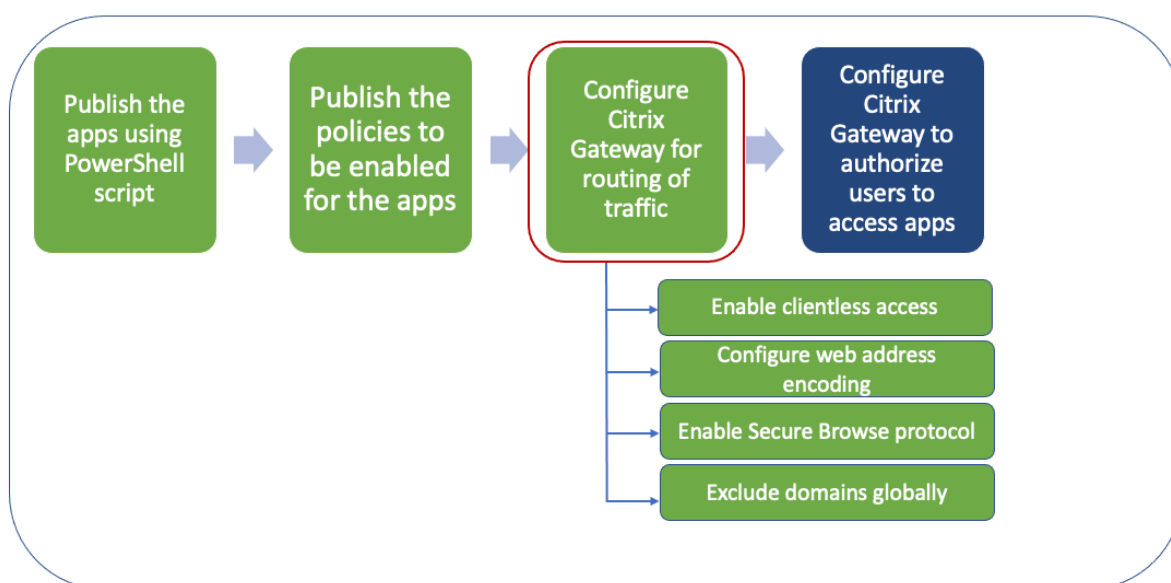 Publish the
apps using
PowerShell
script
Publish the
policies to
be enabled
for the apps
Configure
Citrix
Gateway for
routing of
traffic
Configure
Citrix
Gateway to
authorize
users to
access apps
Enable clientless access
Configure web address
encoding
Enable Secure Browse protocol
Exclude domains globally